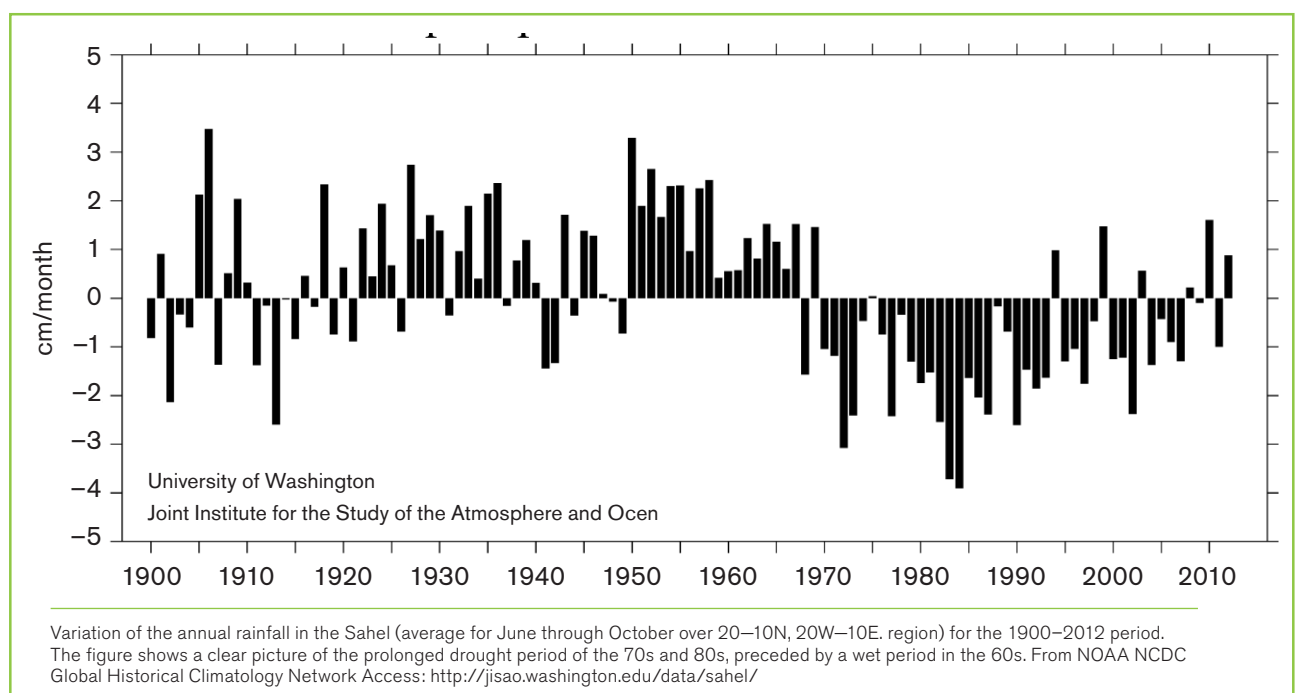 5
4
3
2
1
0
−1
−2
−3
−4
−5
cm/month
University of Washington
Joint Institute for the Study of the Atmosphere and Ocen
1900 1910 1920 1930 1940 1950 1960 1970 1980 1990 2000 2010
Variation of the annual rainfall in the Sahel (average for June through October over 20—10N, 20W—10E. region) for the 1900–2012 period.
The figure shows a clear picture of the prolonged drought period of the 70s and 80s, preceded by a wet period in the 60s. From NOAA NCDC
Global Historical Climatology Network Access: http://jisao.washington.edu/data/sahel/